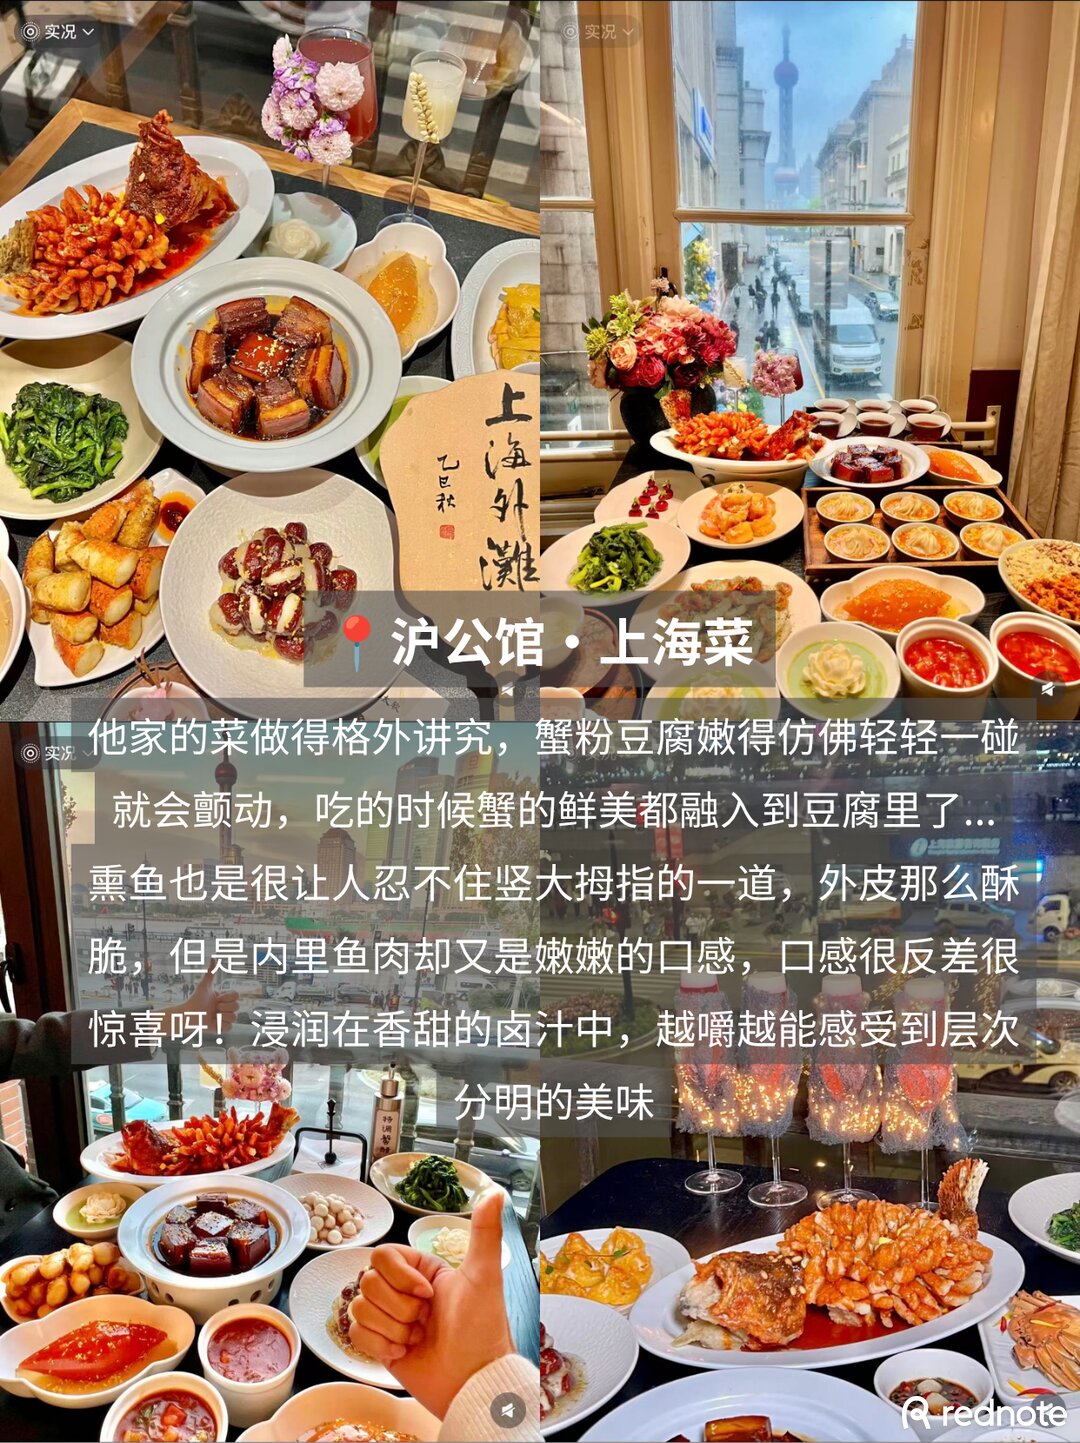 实况
实况
上海外灘
乙巳秋
📍沪公馆·上海菜
他家的菜做得格外讲究，蟹粉豆腐嫩得仿佛轻轻一碰
就会颤动，吃的时候蟹的鲜美都融入到豆腐里了...
实况
熏鱼也是很让人忍不住竖大拇指的一道，外皮那么酥
脆，但是内里鱼肉却又是嫩嫩的口感，口感很反差很
惊喜呀！浸润在香甜的卤汁中，越嚼越能感受到层次
分明的美味
rednote